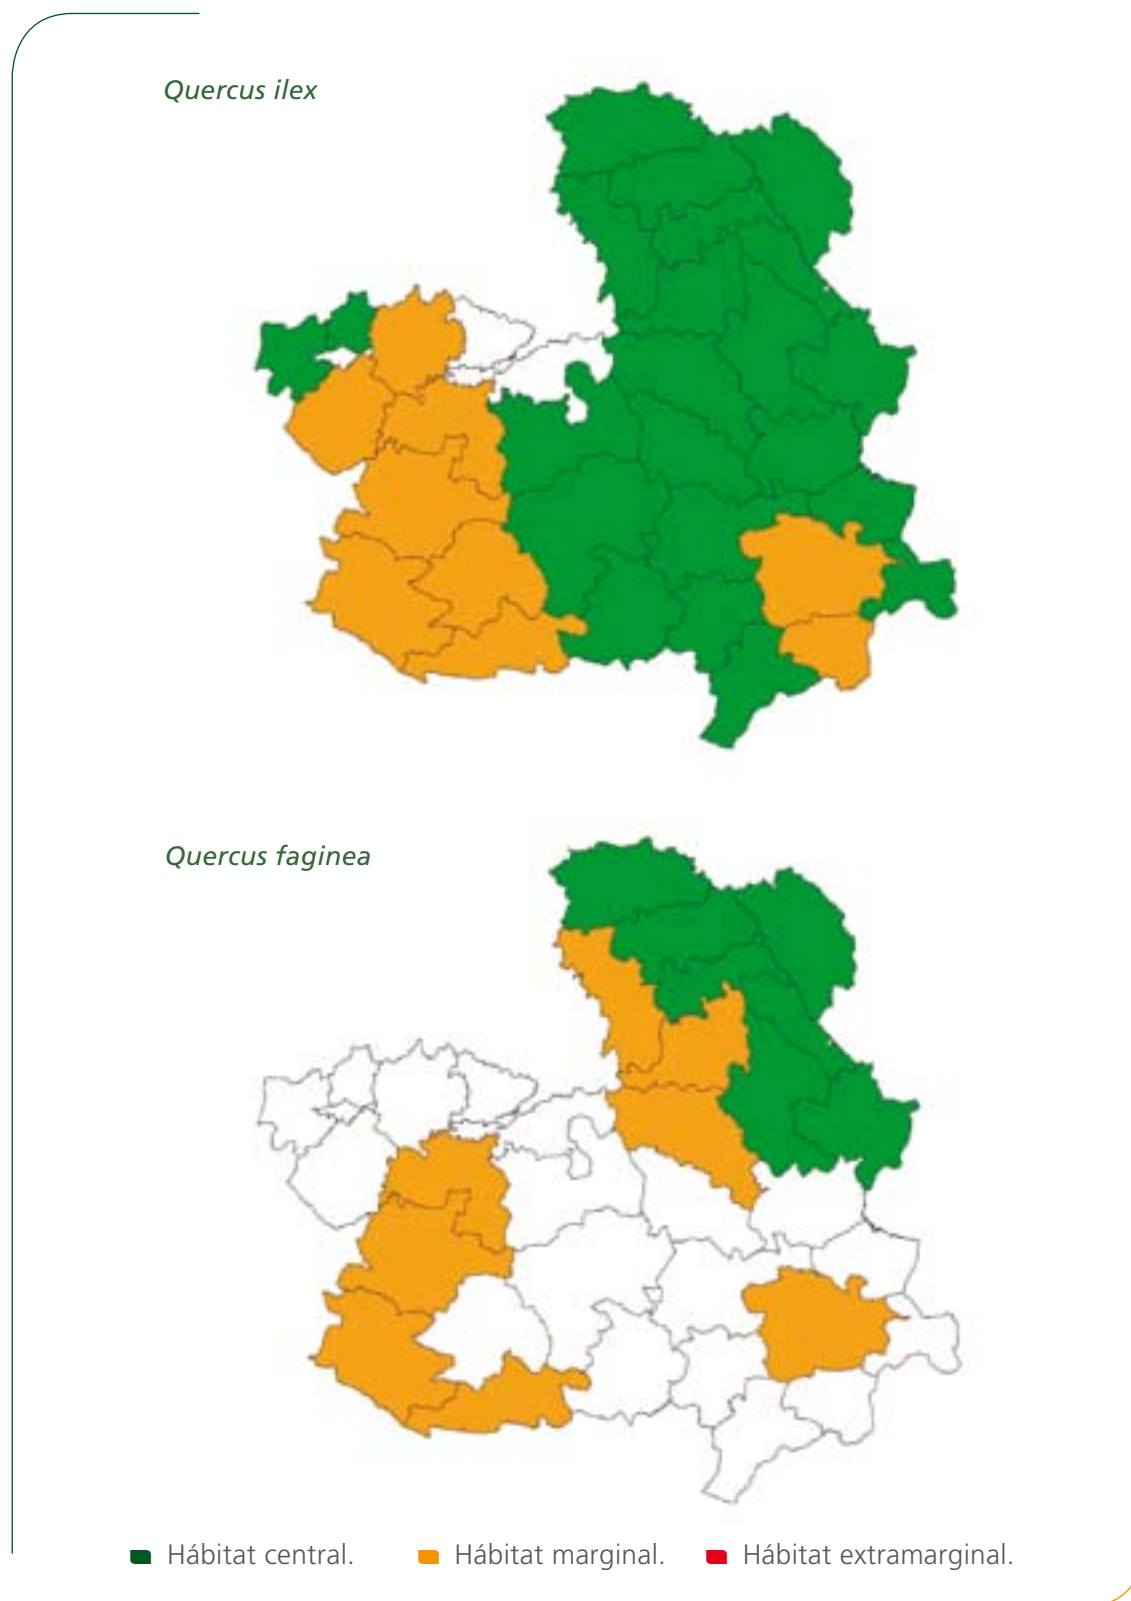 Quercus ilex
Quercus faginea
Hábitat central. Hábitat marginal. Hábitat extramarginal.